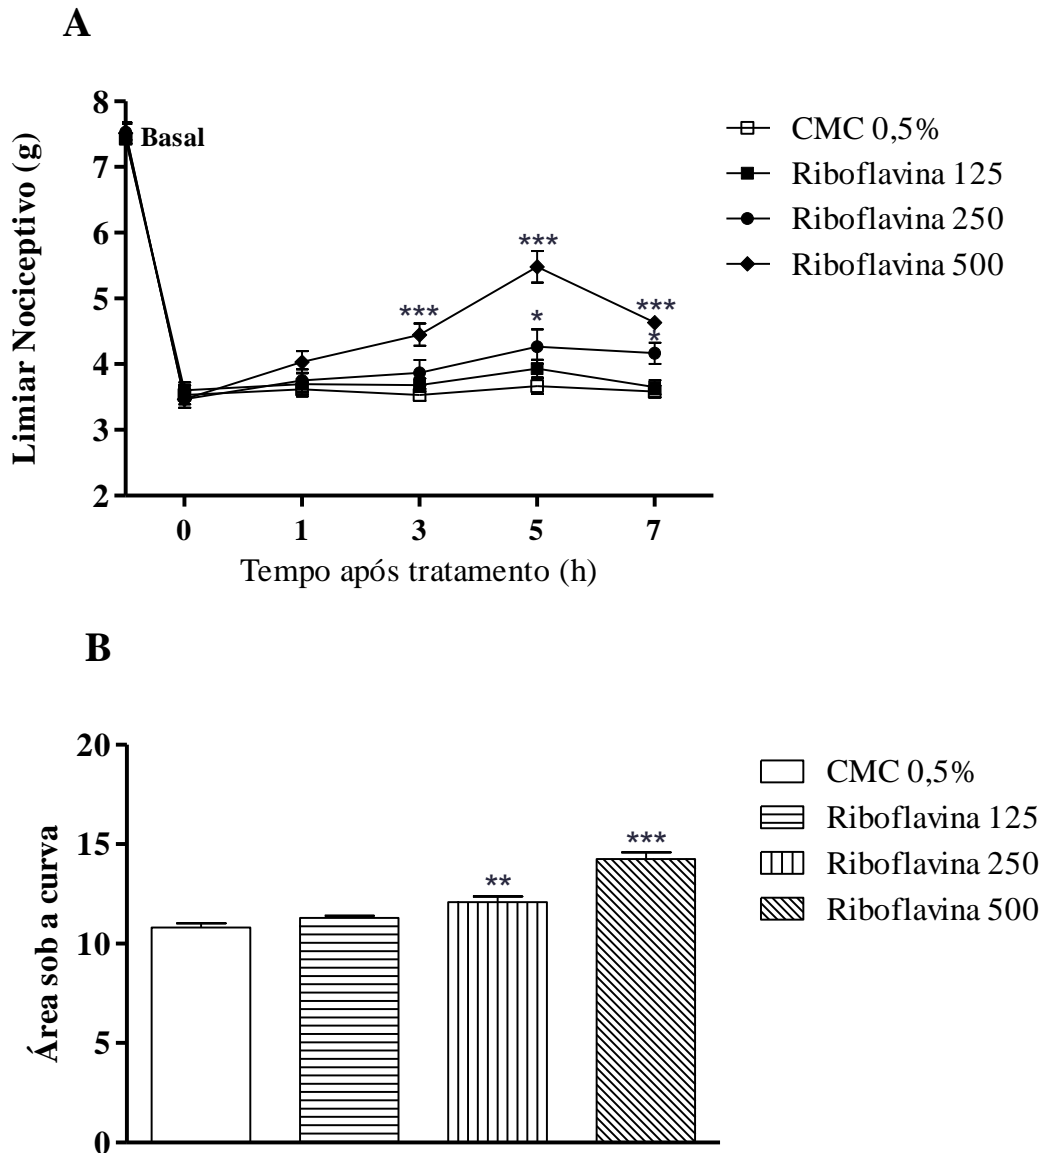 A
Limiar Nociceptivo (g)
8
7
6
5
4
3
2
Basal
***
***
*
***
*
0 1 3 5 7
Tempo após tratamento (h)
CMC 0,5%
Riboflavina 125
Riboflavina 250
Riboflavina 500
B
Área sob a curva
20
15
10
5
0
**
***
CMC 0,5%
Riboflavina 125
Riboflavina 250
Riboflavina 500